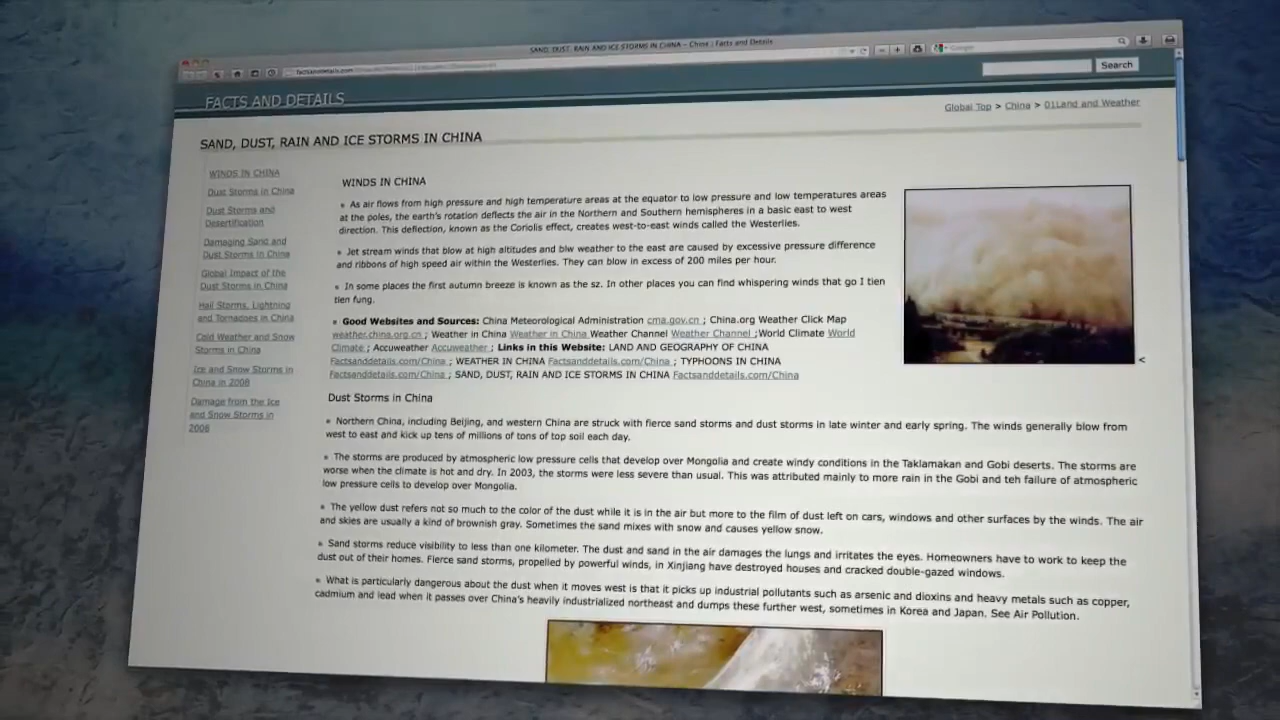 SAND, DUST, RAIN AND ICE STORMS IN CHINA - China | Facts and Details
factsanddetails.com
Google
Search
FACTS AND DETAILS
Global Top > China > 01Land and Weather
SAND, DUST, RAIN AND ICE STORMS IN CHINA
WINDS IN CHINA
Dust Storms in China
Dust Storms and
Desertification
Damaging Sand and
Dust Storms in China
Global Impact of the
Dust Storms in China
Hail Storms, Lightning
and Tornadoes in China
Cold Weather and Snow
Storms in China
Ice and Snow Storms in
China in 2008
Damage from the Ice
and Snow Storms in
2008
WINDS IN CHINA
As air flows from high pressure and high temperature areas at the equator to low pressure and low temperatures areas
at the poles, the earth's rotation deflects the air in the Northern and Southern hemispheres in a basic east to west
direction. This deflection, known as the Coriolis effect, creates west-to-east winds called the Westerlies.
Jet stream winds that blow at high altitudes and blw weather to the east are caused by excessive pressure difference
and ribbons of high speed air within the Westerlies. They can blow in excess of 200 miles per hour.
In some places the first autumn breeze is known as the sz. In other places you can find whispering winds that go I tien
tien fung.
Good Websites and Sources: China Meteorological Administration cma.gov.cn ; China.org Weather Click Map
weather.china.org.cn ; Weather in China Weather in China Weather Channel Weather Channel ;World Climate World
Climate ; Accuweather Accuweather ; Links in this Website: LAND AND GEOGRAPHY OF CHINA
Factsanddetails.com/China ; WEATHER IN CHINA Factsanddetails.com/China ; TYPHOONS IN CHINA
Factsanddetails.com/China ; SAND, DUST, RAIN AND ICE STORMS IN CHINA Factsanddetails.com/China
<
Dust Storms in China
Northern China, including Beijing, and western China are struck with fierce sand storms and dust storms in late winter and early spring. The winds generally blow from
west to east and kick up tens of millions of tons of top soil each day.
The storms are produced by atmospheric low pressure cells that develop over Mongolia and create windy conditions in the Taklamakan and Gobi deserts. The storms are
worse when the climate is hot and dry. In 2003, the storms were less severe than usual. This was attributed mainly to more rain in the Gobi and teh failure of atmospheric
low pressure cells to develop over Mongolia.
The yellow dust refers not so much to the color of the dust while it is in the air but more to the film of dust left on cars, windows and other surfaces by the winds. The air
and skies are usually a kind of brownish gray. Sometimes the sand mixes with snow and causes yellow snow.
Sand storms reduce visibility to less than one kilometer. The dust and sand in the air damages the lungs and irritates the eyes. Homeowners have to work to keep the
dust out of their homes. Fierce sand storms, propelled by powerful winds, in Xinjiang have destroyed houses and cracked double-gazed windows.
What is particularly dangerous about the dust when it moves west is that it picks up industrial pollutants such as arsenic and dioxins and heavy metals such as copper,
cadmium and lead when it passes over China's heavily industrialized northeast and dumps these further west, sometimes in Korea and Japan. See Air Pollution.